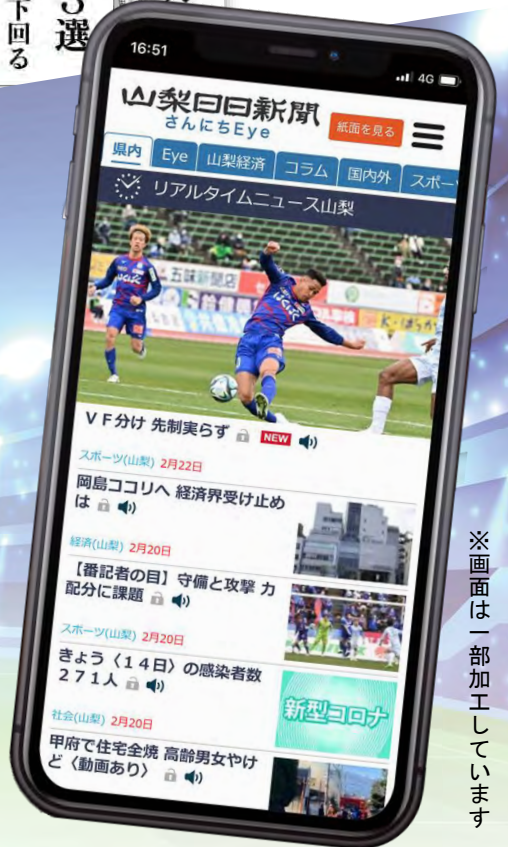 選
下回る
16:51
4G
山梨日日新聞
さんにちEye
紙面を見る
県内
Eye
山梨経済
コラム
国内外
スポー
リアルタイムニュース山梨
五味新聞店
VF分け 先制実らず
NEW
スポーツ(山梨) 2月22日
岡島ココリへ 経済界受け止め
は
経済(山梨) 2月20日
【番記者の目】守備と攻撃 力
配分に課題
スポーツ(山梨) 2月20日
きょう〈14日〉の感染者数
271人
新型コロナ
社会(山梨) 2月20日
甲府で住宅全焼 高齢男女やけ
ど〈動画あり〉
※画面は一部加工しています